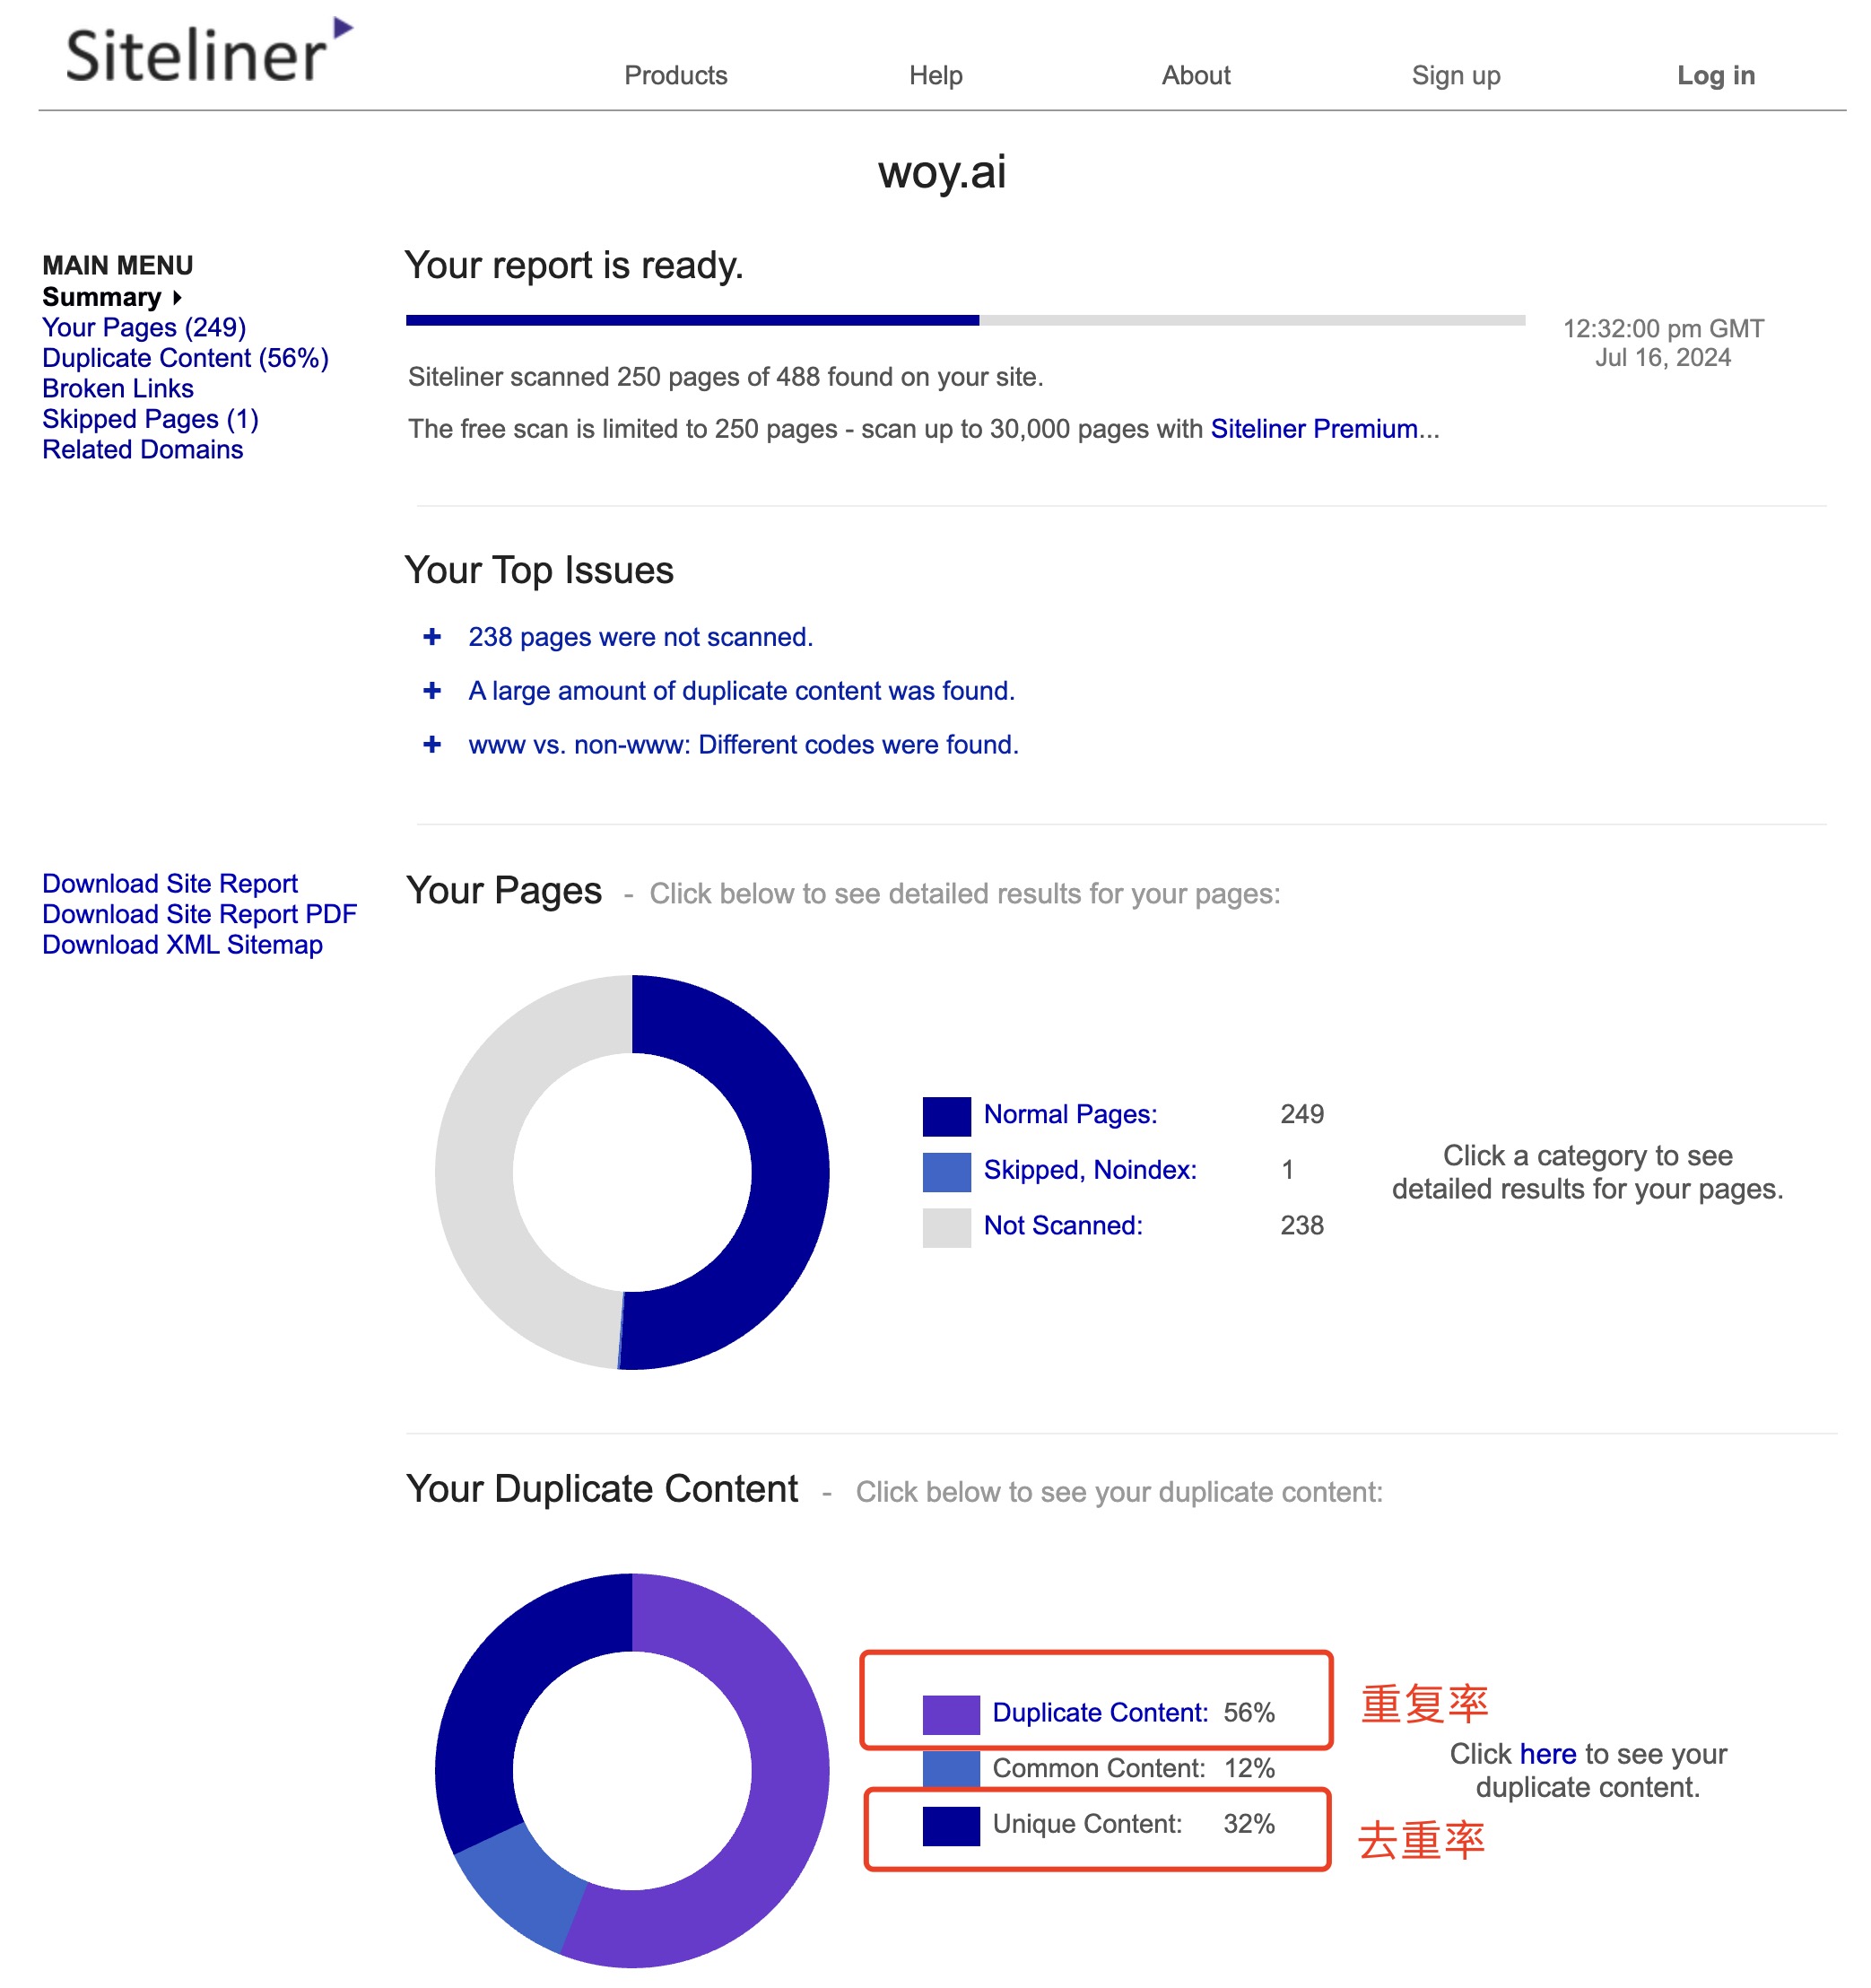 Siteliner
Products Help About Sign up Log in
woy.ai
MAIN MENU
Summary
Your Pages (249)
Duplicate Content (56%)
Broken Links
Skipped Pages (1)
Related Domains
Your report is ready.
12:32:00 pm GMT
Jul 16, 2024
Siteliner scanned 250 pages of 488 found on your site.
The free scan is limited to 250 pages - scan up to 30,000 pages with Siteliner Premium...
Your Top Issues
+ 238 pages were not scanned.
+ A large amount of duplicate content was found.
+ www vs. non-www: Different codes were found.
Download Site Report
Download Site Report PDF
Download XML Sitemap
Your Pages - Click below to see detailed results for your pages:
Normal Pages: 249
Skipped, Noindex: 1
Not Scanned: 238
Click a category to see
detailed results for your pages.
Your Duplicate Content - Click below to see your duplicate content:
Duplicate Content: 56%
重复率
Common Content: 12%
Unique Content: 32%
去重率
Click here to see your
duplicate content.